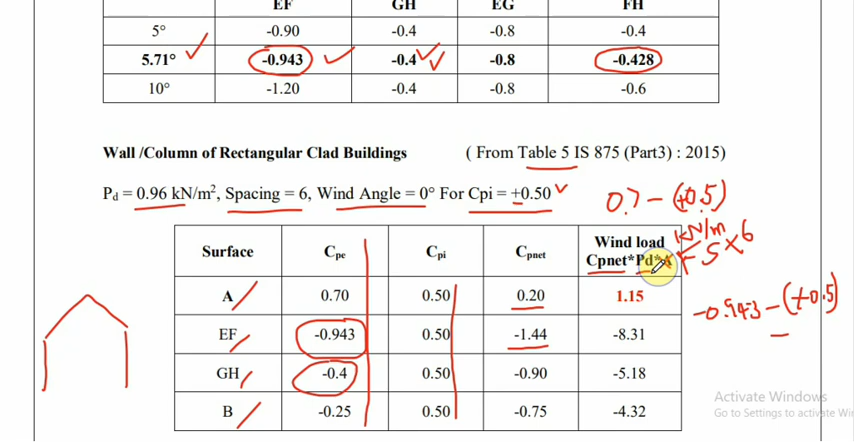 EF GH EG FH
5° -0.90 -0.4 -0.8 -0.4
5.71° -0.943 -0.4 -0.8 -0.428
10° -1.20 -0.4 -0.8 -0.6
Wall /Column of Rectangular Clad Buildings ( From Table 5 IS 875 (Part3) : 2015)
Pd = 0.96 kN/m², Spacing = 6, Wind Angle = 0° For Cpi = +0.50
0.7 - (+0.5)
Surface Cpe Cpi Cpnet Wind load
Cpnet*Pd*
kN/m
S x 6
A 0.70 0.50 0.20 1.15
-0.943 - (+0.5)
EF -0.943 0.50 -1.44 -8.31
GH -0.4 0.50 -0.90 -5.18
B -0.25 0.50 -0.75 -4.32
Activate Windows
Go to Settings to activate Wi